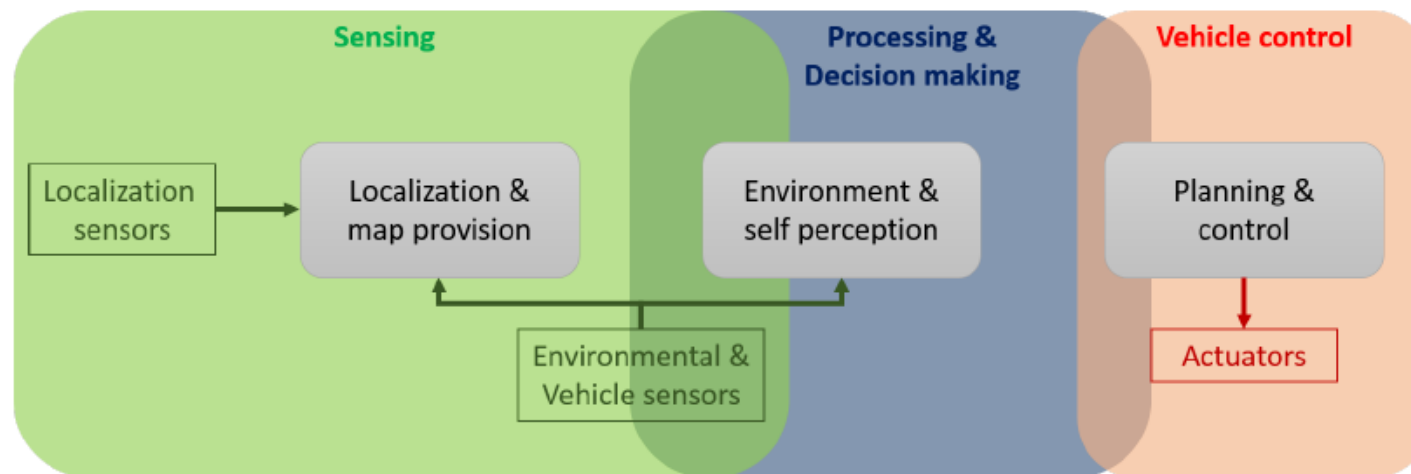 Sensing
Processing &
Decision making
Vehicle control
Localization
sensors
Localization &
map provision
Environment &
self perception
Planning &
control
Environmental &
Vehicle sensors
Actuators